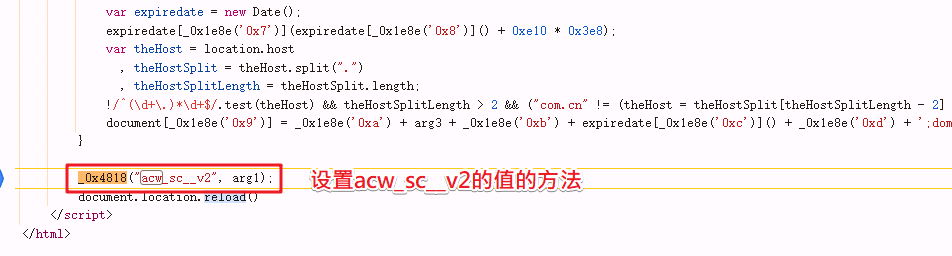 var expiredate = new Date();
expiredate[_0x1e8e('0x7')](expiredate[_0x1e8e('0x8')]() + 0xe10 * 0x3e8);
var theHost = location.host
, theHostSplit = theHost.split(".")
, theHostSplitLength = theHostSplit.length;
!/^(\d+\.)*\d+$/.test(theHost) && theHostSplitLength > 2 && ("com.cn" != (theHost = theHostSplit[theHostSplitLength - 2]
document[_0x1e8e('0x9')] = _0x1e8e('0xa') + arg3 + _0x1e8e('0xb') + expiredate[_0x1e8e('0xc')]() + _0x1e8e('0xd') + ';dom
}
_0x4818("acw_sc__v2", arg1); 设置acw_sc__v2的值的方法
document.location.reload()
</script>
</html>